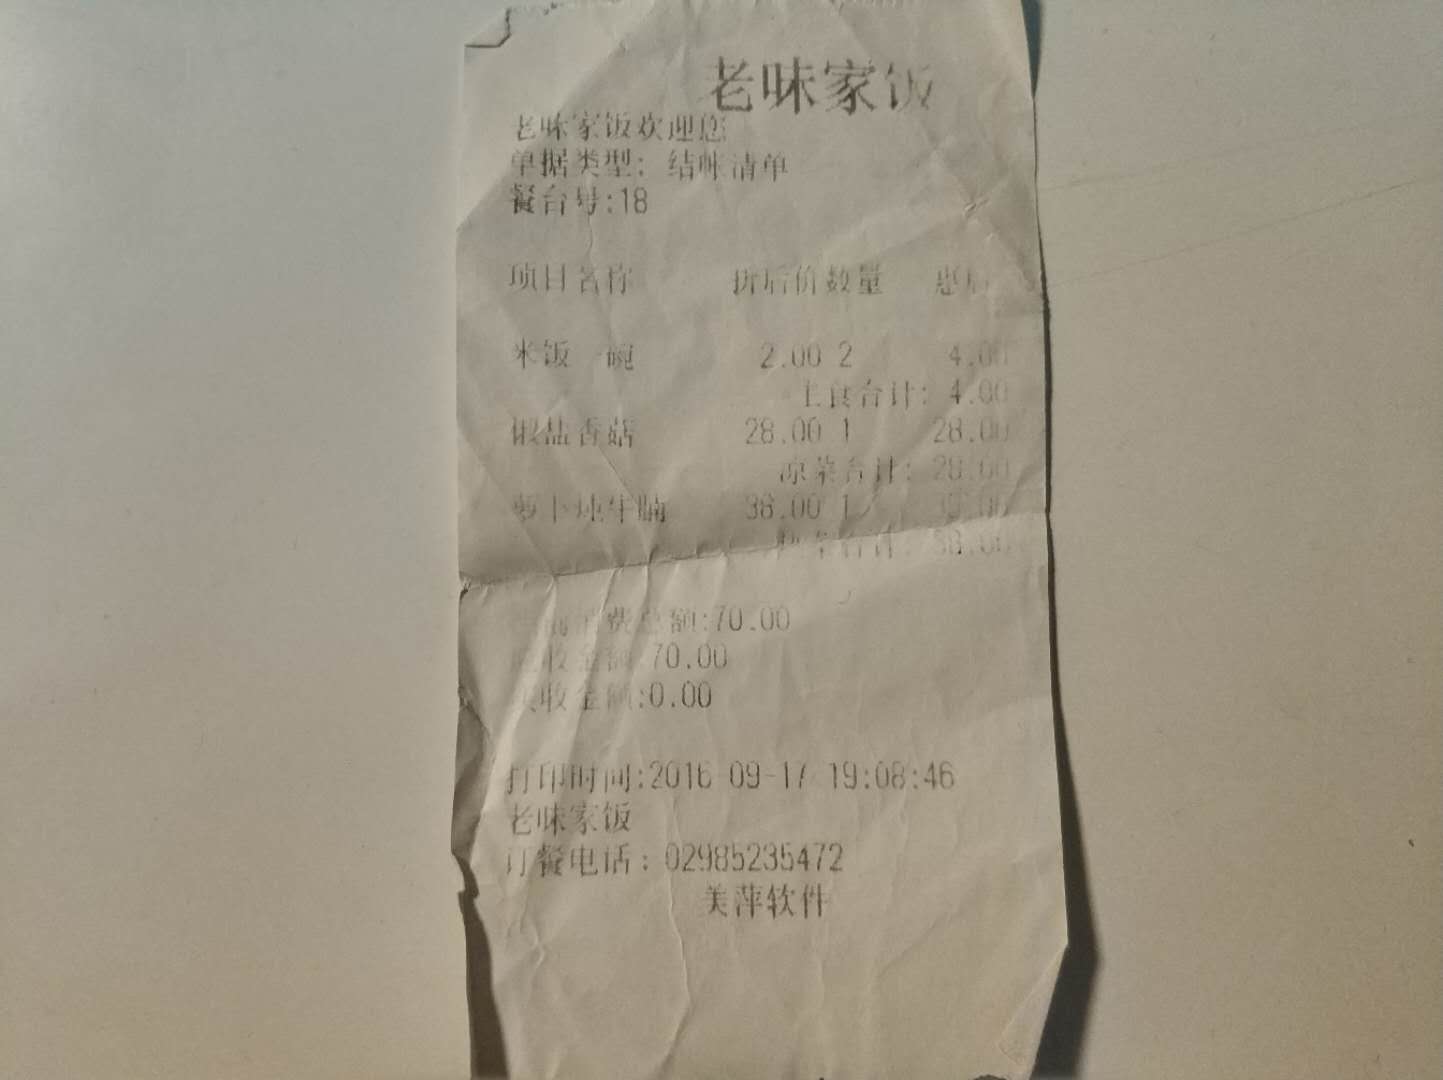 老味家饭
老味家饭欢迎您
单据类型: 结帐清单
餐台号:18
项目名称 折后价数量 惠后
米饭一碗 2.00 2 4.00
主食合计: 4.00
椒盐香菇 28.00 1 28.00
凉菜合计: 28.00
萝卜炖牛腩 38.00 1 38.00
合计: 38.00
消费总额:70.00
应收金额:70.00
实收金额:0.00
打印时间:2016-09-17 19:08:46
老味家饭
订餐电话: 02985235472
美萍软件